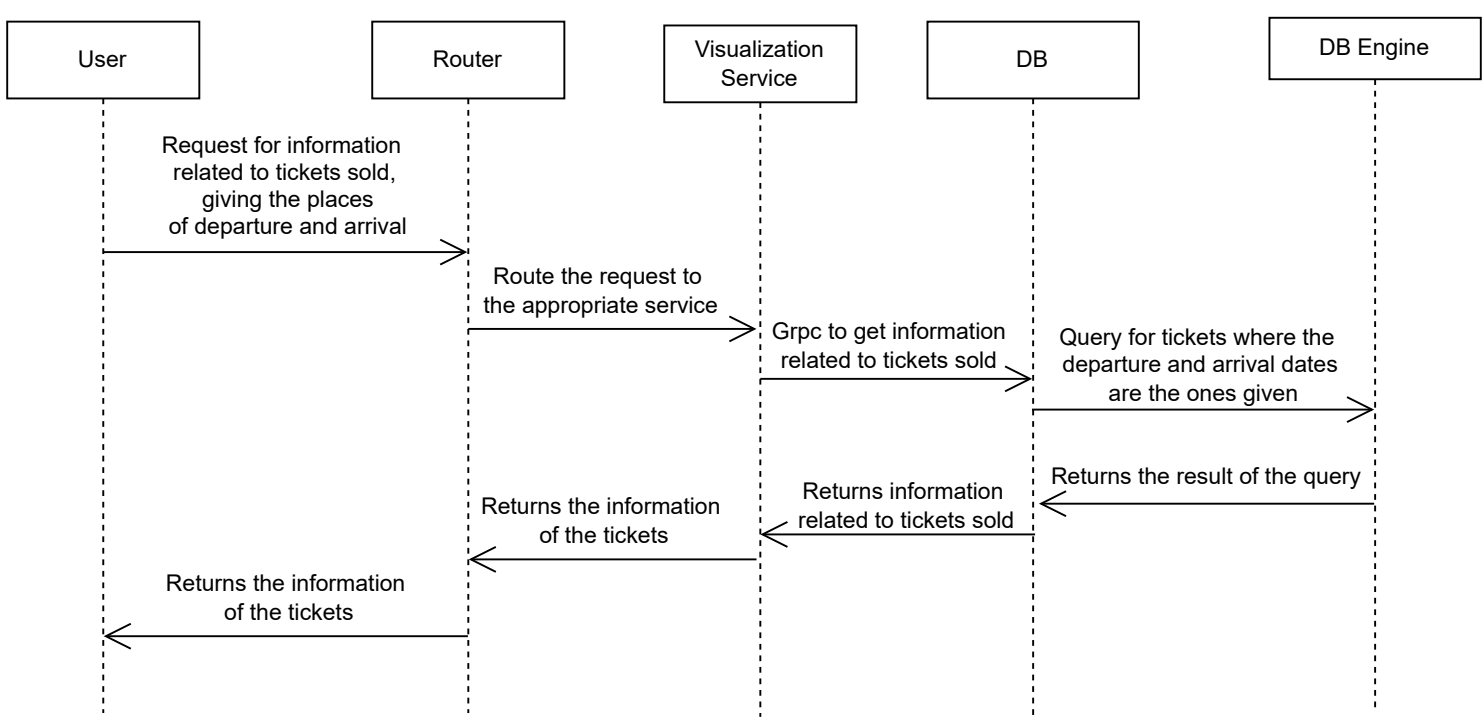 User
Router
Visualization
Service
DB
DB Engine
Request for information
related to tickets sold,
giving the places
of departure and arrival
Route the request to
the appropriate service
Grpc to get information
related to tickets sold
Query for tickets where the
departure and arrival dates
are the ones given
Returns the result of the query
Returns information
related to tickets sold
Returns the information
of the tickets
Returns the information
of the tickets